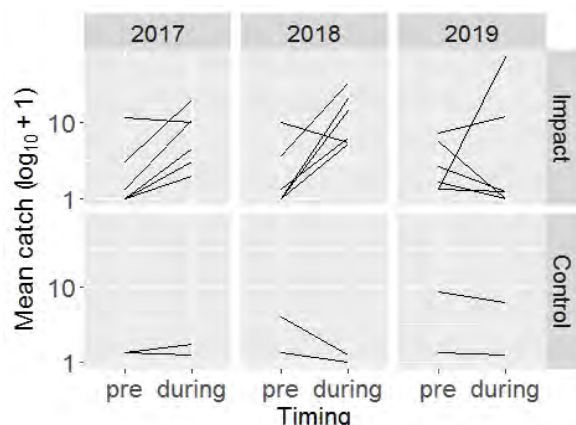 2017 2018 2019
Mean catch (log₁₀ + 1)
10
1
Impact
10
1
Control
pre during pre during pre during
Timing